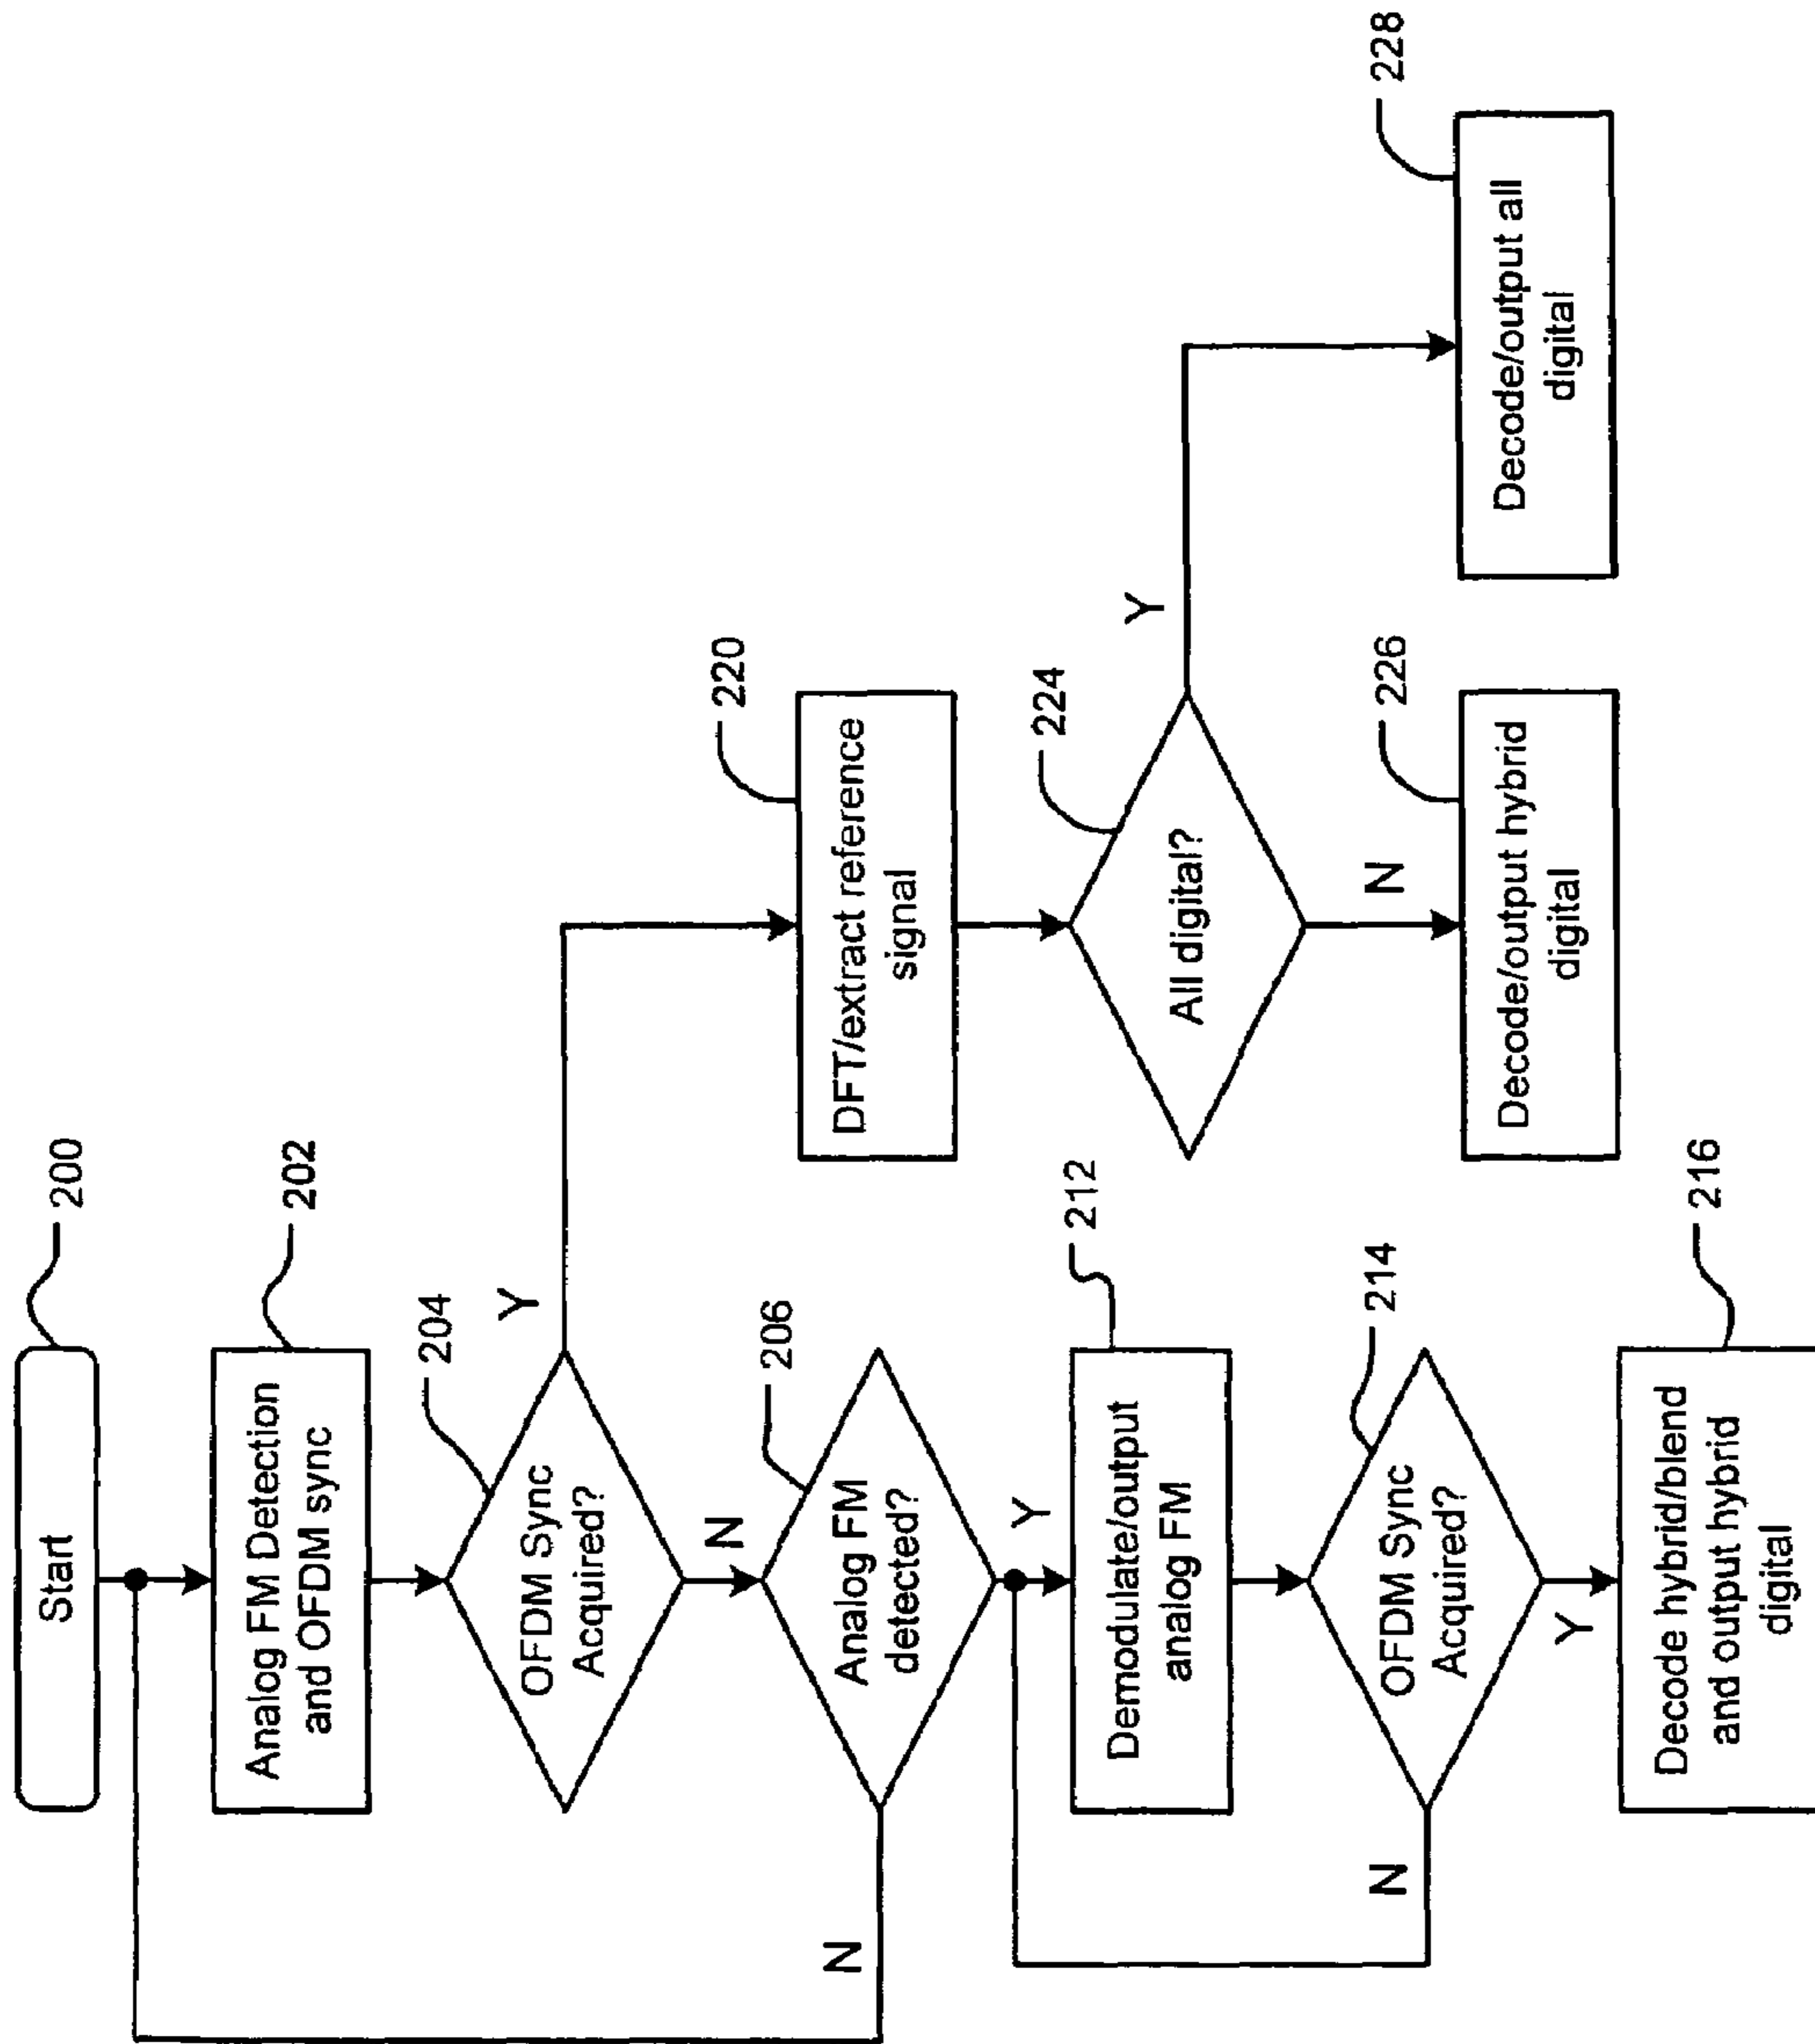 Start
200
Analog FM Detection
and OFDM sync
202
OFDM Sync
Acquired?
204
Y
N
Analog FM
detected?
206
N
Y
Demodulate/output
analog FM
212
OFDM Sync
Acquired?
214
N
Y
Decode hybrid/blend
and output hybrid
digital
216
DFT/extract reference
signal
220
All digital?
224
Y
N
Decode/output hybrid
digital
226
Decode/output all
digital
228